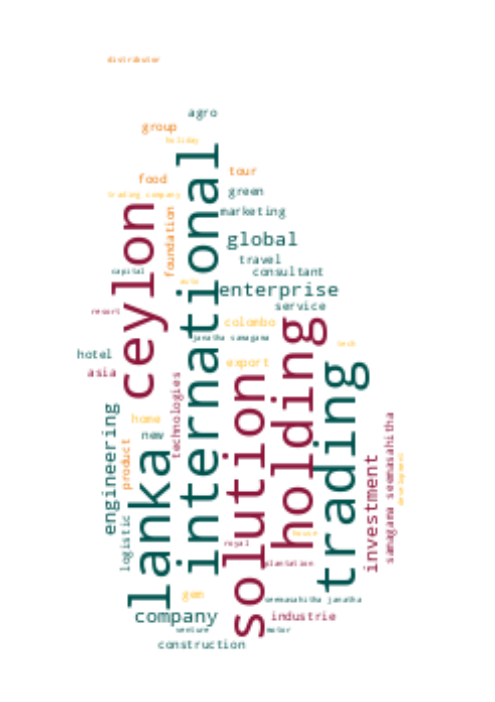 distributor
agro
group
holiday
international
food
tour
trading company
green
ceylon
foundation
marketing
global
travel
capital
consultant
auto
enterprise
service
resort
solution
holding
colombo
janatha samagama
tech
hotel
export
asia
trading
technologies
engineering
home
new
product
lanka
investment
samagama seemasahitha
development
logistic
house
royal
plantation
gem
seemasahitha janatha
company
industrie
venture
motor
construction